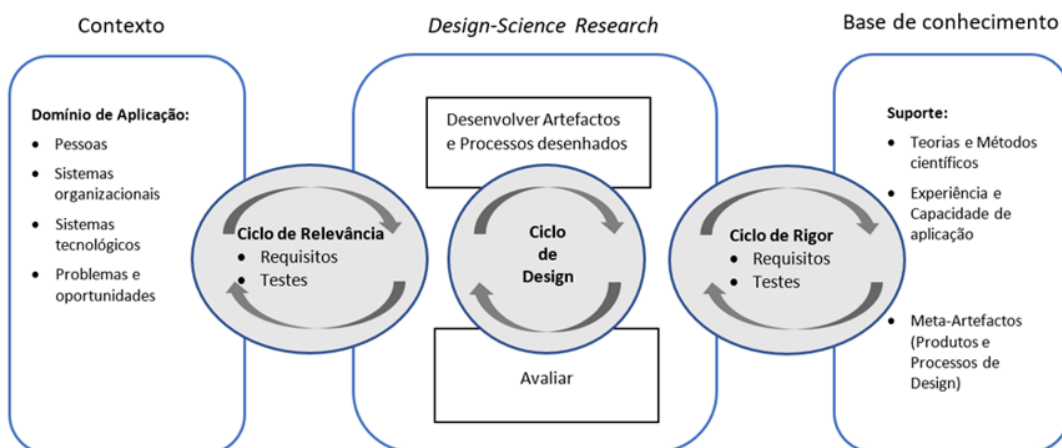 Contexto
Design-Science Research
Base de conhecimento
Domínio de Aplicação:
• Pessoas
• Sistemas
organizacionais
• Sistemas
tecnológicos
• Problemas e
oportunidades
Ciclo de Relevância
• Requisitos
• Testes
Desenvolver Artefactos
e Processos desenhados
Ciclo
de
Design
Avaliar
Ciclo de Rigor
• Requisitos
• Testes
Suporte:
• Teorias e Métodos
científicos
• Experiência e
Capacidade de
aplicação
• Meta-Artefactos
(Produtos e
Processos de
Design)